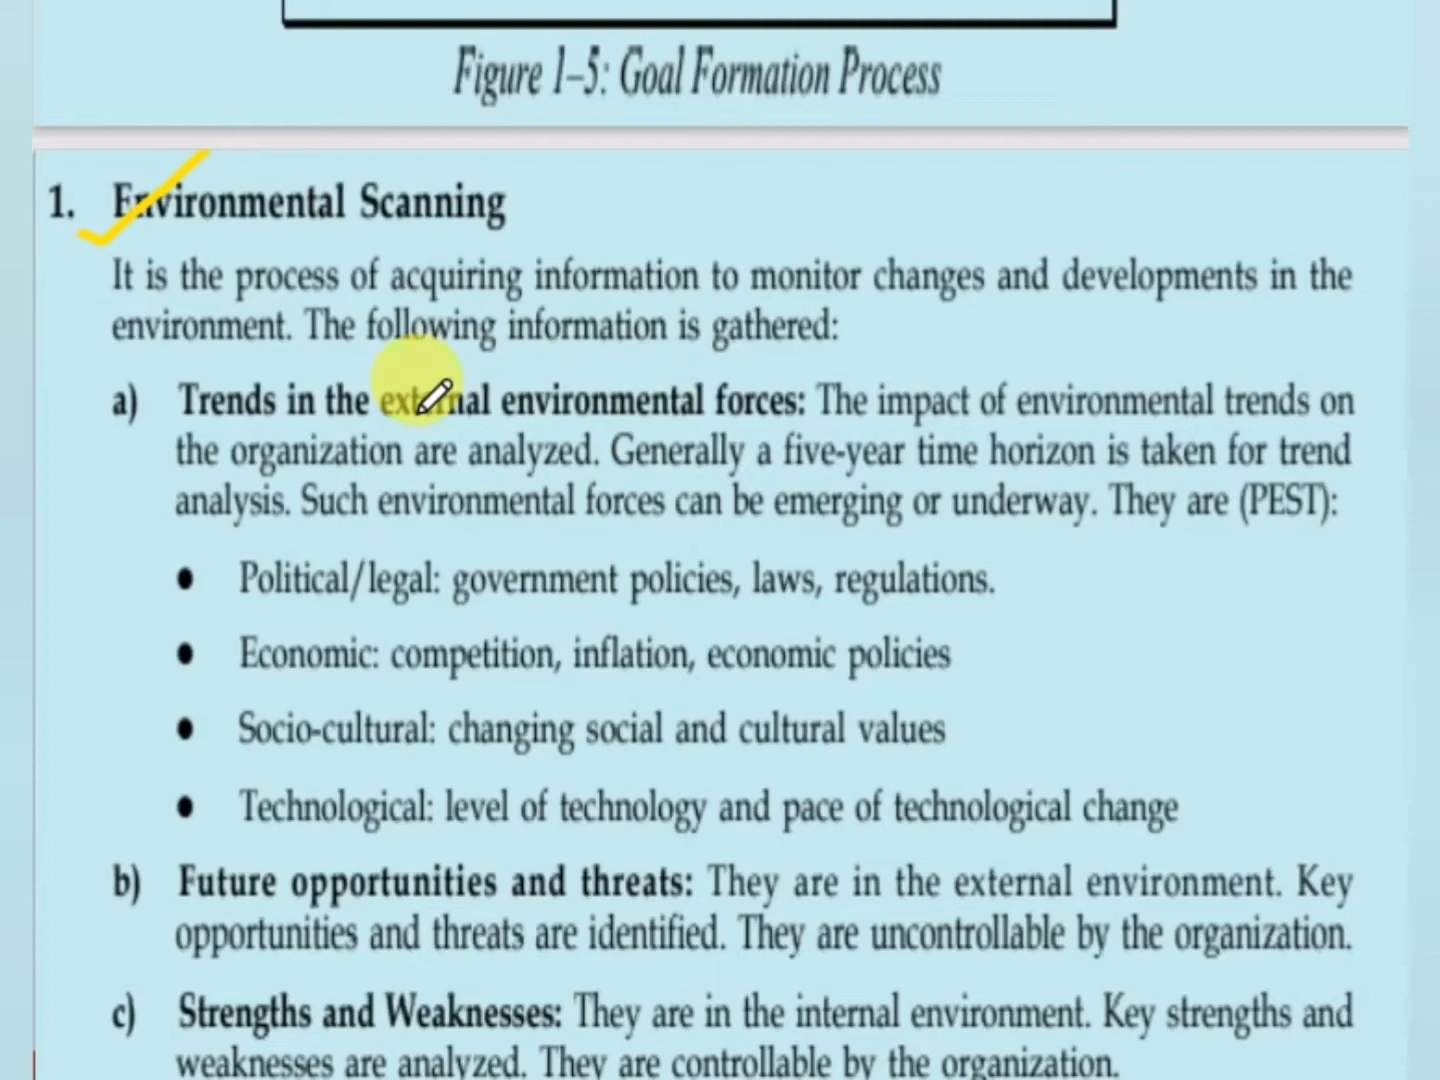 Figure 1–5: Goal Formation Process
1. Environmental Scanning
It is the process of acquiring information to monitor changes and developments in the
environment. The following information is gathered:
a) Trends in the external environmental forces: The impact of environmental trends on
the organization are analyzed. Generally a five-year time horizon is taken for trend
analysis. Such environmental forces can be emerging or underway. They are (PEST):
● Political/legal: government policies, laws, regulations.
● Economic: competition, inflation, economic policies
● Socio-cultural: changing social and cultural values
● Technological: level of technology and pace of technological change
b) Future opportunities and threats: They are in the external environment. Key
opportunities and threats are identified. They are uncontrollable by the organization.
c) Strengths and Weaknesses: They are in the internal environment. Key strengths and
weaknesses are analyzed. They are controllable by the organization.